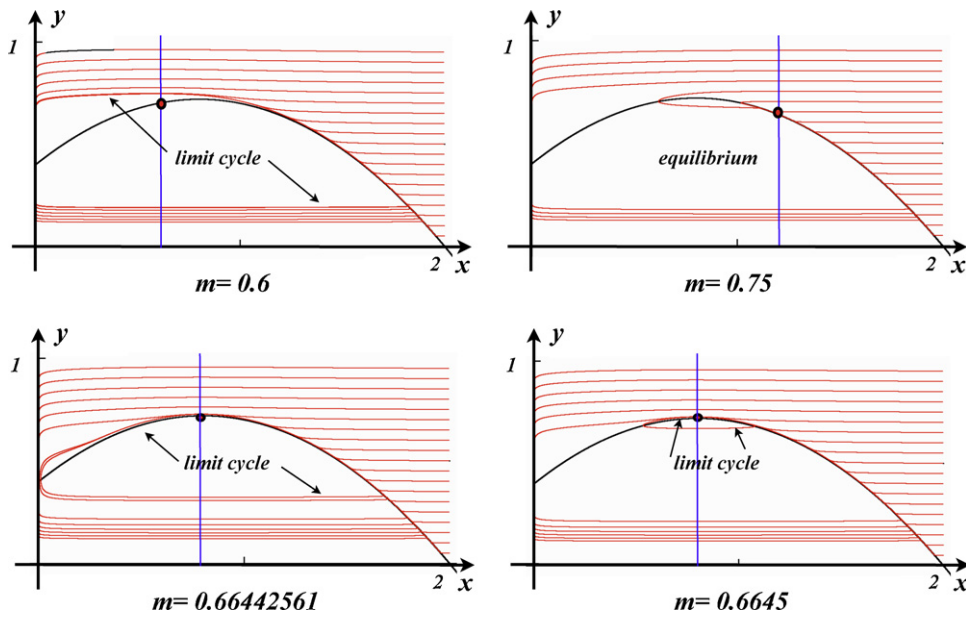 y
1
limit cycle
2
x
m= 0.6
y
1
equilibrium
2
x
m= 0.75
y
1
limit cycle
2
x
m= 0.66442561
y
1
limit cycle
2
x
m= 0.6645